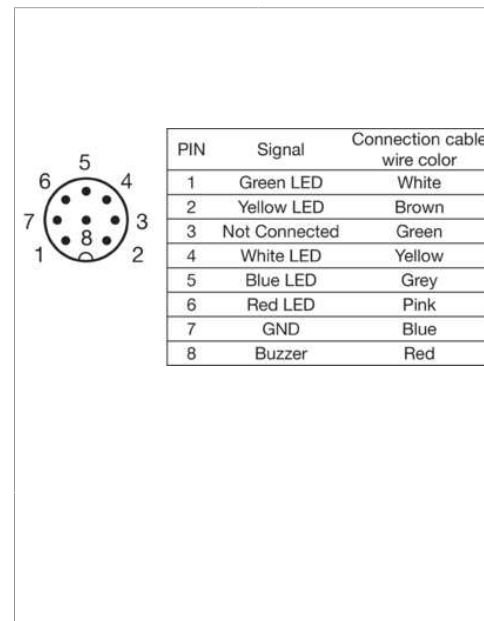 5
6 4
7 3
8
1 2
PIN Signal Connection cable
wire color
1 Green LED White
2 Yellow LED Brown
3 Not Connected Green
4 White LED Yellow
5 Blue LED Grey
6 Red LED Pink
7 GND Blue
8 Buzzer Red